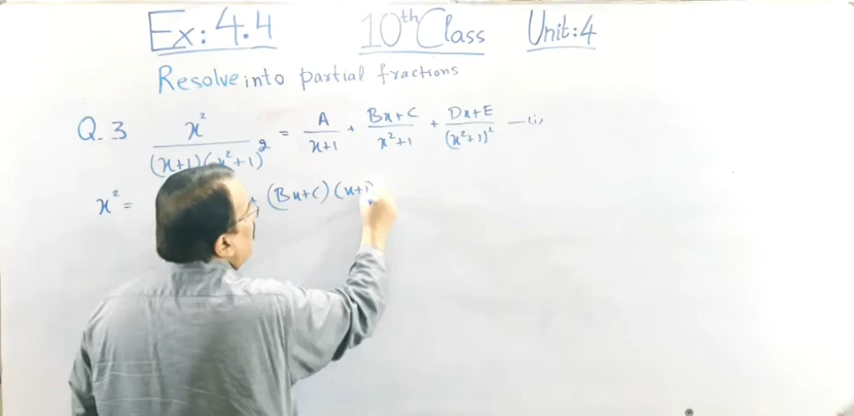 Ex: 4.4 10th Class Unit: 4
Resolve into partial fractions
Q. 3 x²/((x+1)(x²+1)²) = A/(x+1) + (Bx+C)/(x²+1) + (Dx+E)/(x²+1)² —(i)
x² = (Bx+C)(x+1)